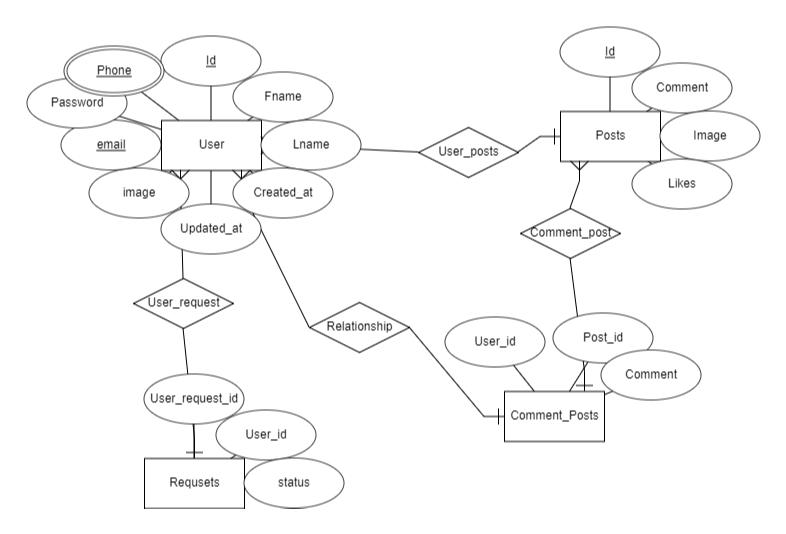 Id
Phone
Fname
Password
User
email
Lname
image
Created_at
Updated_at
User_posts
Id
Comment
Posts
Image
Likes
Comment_post
User_request
Relationship
User_id
Post_id
Comment
Comment_Posts
User_request_id
User_id
Requsets
status